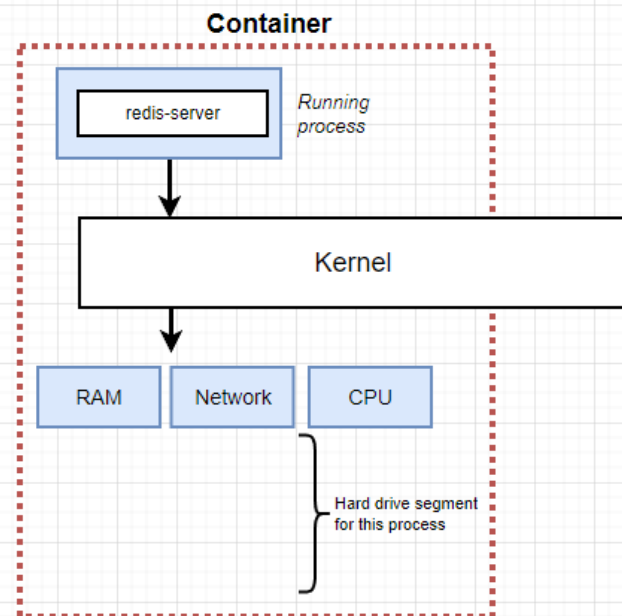 Container
redis-server
Running
process
Kernel
RAM
Network
CPU
Hard drive segment
for this process